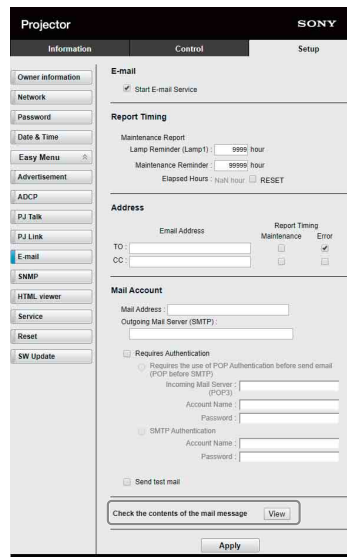 Projector
SONY
Information
Control
Setup
Owner information
Network
Password
Date & Time
Easy Menu
Advertisement
ADCP
PJ Talk
PJ Link
E-mail
SNMP
HTML viewer
Service
Reset
SW Update
E-mail
Start E-mail Service
Report Timing
Maintenance Report
Lamp Reminder (Lamp1) : 9999 hour
Maintenance Reminder : 99999 hour
Elapsed Hours : NaN hour RESET
Address
Email Address
Report Timing
Maintenance Error
TO :
CC :
Mail Account
Mail Address :
Outgoing Mail Server (SMTP) :
Requires Authentication
Requires the use of POP Authentication before send email
(POP before SMTP)
Incoming Mail Server :
(POP3)
Account Name :
Password :
SMTP Authentication
Account Name :
Password :
Send test mail
Check the contents of the mail message View
Apply